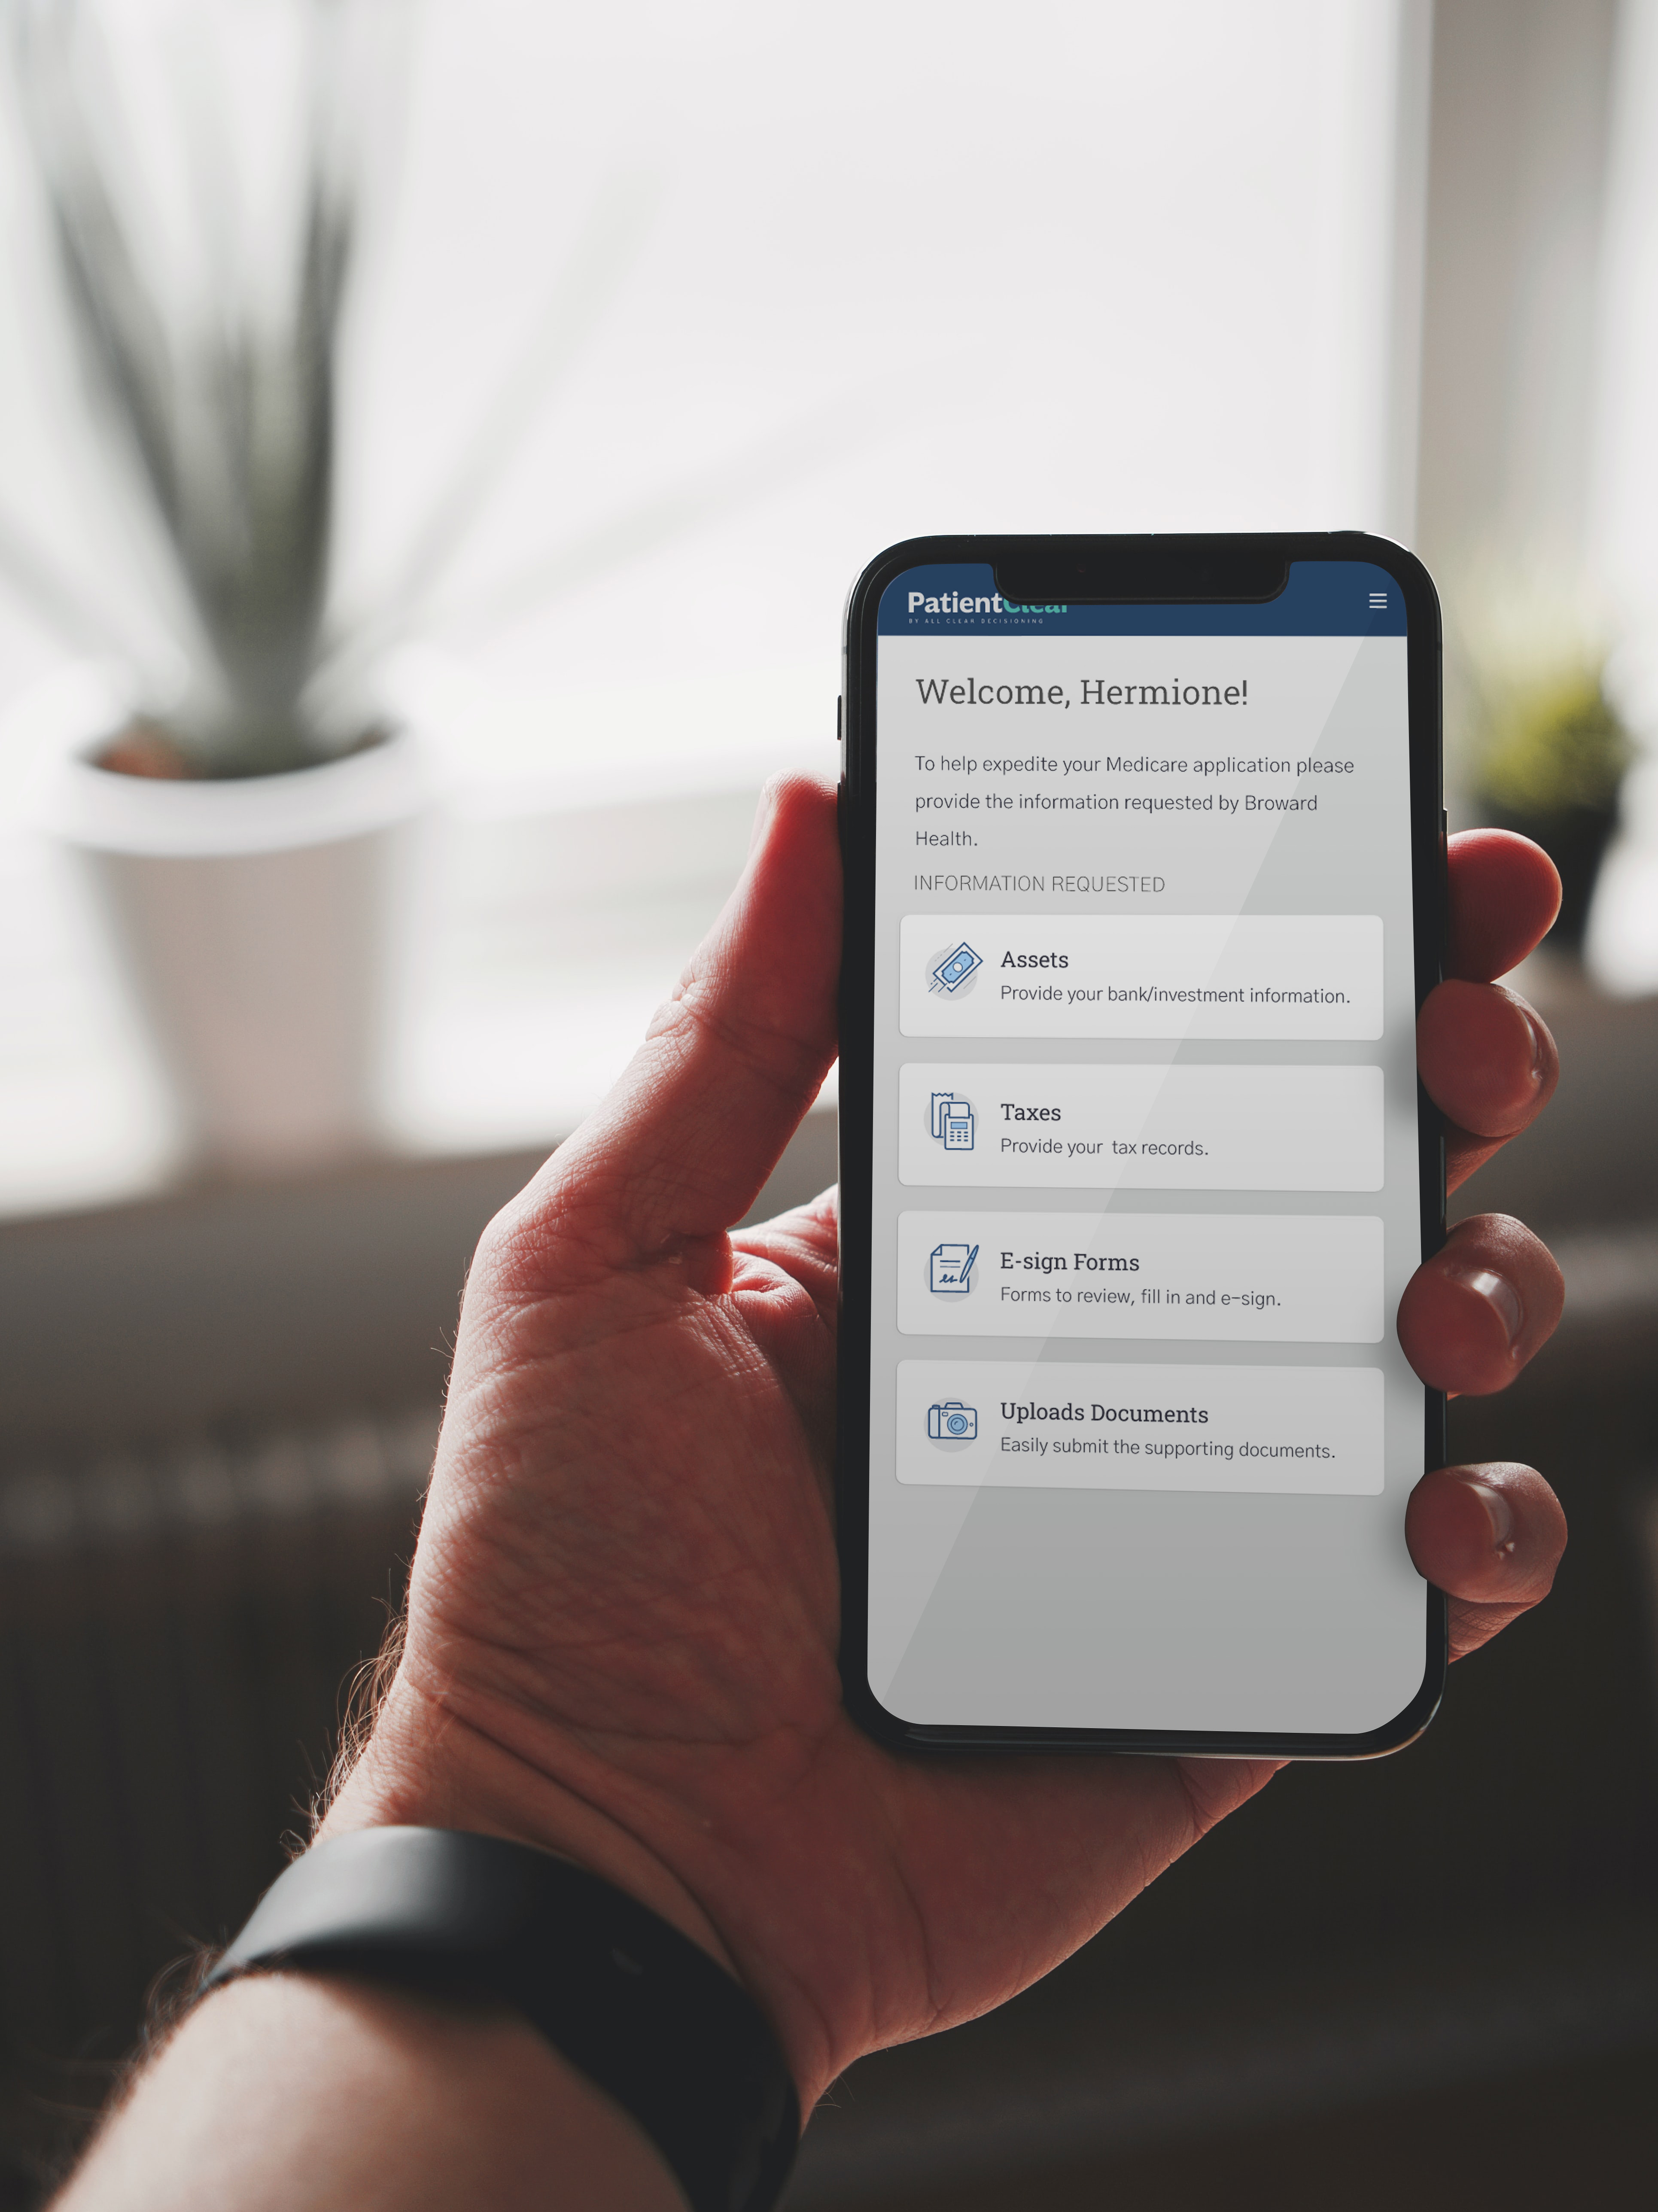 PatientClear
BY ALL CLEAR DECISIONING
Welcome, Hermione!
To help expedite your Medicare application please
provide the information requested by Broward
Health.
INFORMATION REQUESTED
Assets
Provide your bank/investment information.
Taxes
Provide your  tax records.
E-sign Forms
Forms to review, fill in and e-sign.
Uploads Documents
Easily submit the supporting documents.